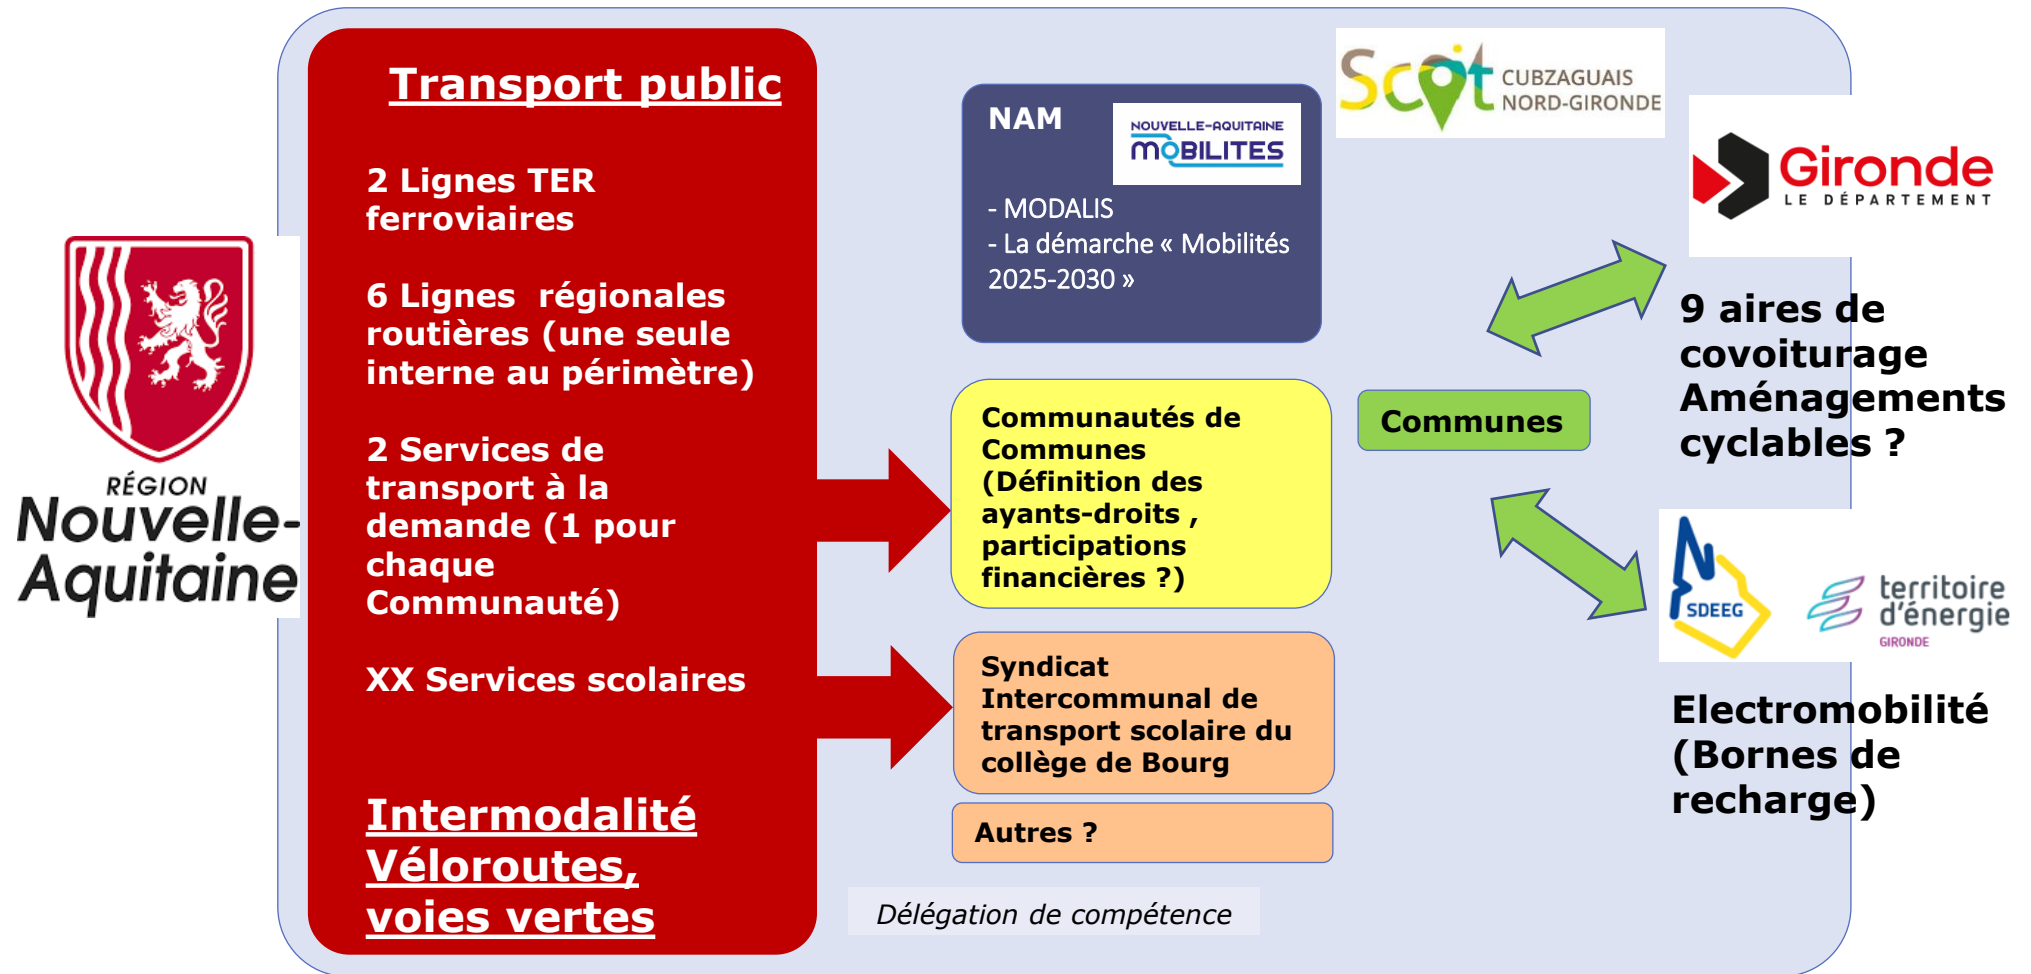 RÉGION
Nouvelle-
Aquitaine
Transport public
2 Lignes TER
ferroviaires
6 Lignes régionales
routières (une seule
interne au périmètre)
2 Services de
transport à la
demande (1 pour
chaque
Communauté)
XX Services scolaires
Intermodalité
Véloroutes,
voies vertes
NAM
NOUVELLE-AQUITAINE
MOBILITES
- MODALIS
- La démarche « Mobilités
2025-2030 »
Communautés de
Communes
(Définition des
ayants-droits ,
participations
financières ?)
Syndicat
Intercommunal de
transport scolaire du
collège de Bourg
Autres ?
Délégation de compétence
Scot
CUBZAGUAIS
NORD-GIRONDE
Communes
Gironde
LE DÉPARTEMENT
9 aires de
covoiturage
Aménagements
cyclables ?
SDEEG
territoire
d'énergie
GIRONDE
Electromobilité
(Bornes de
recharge)